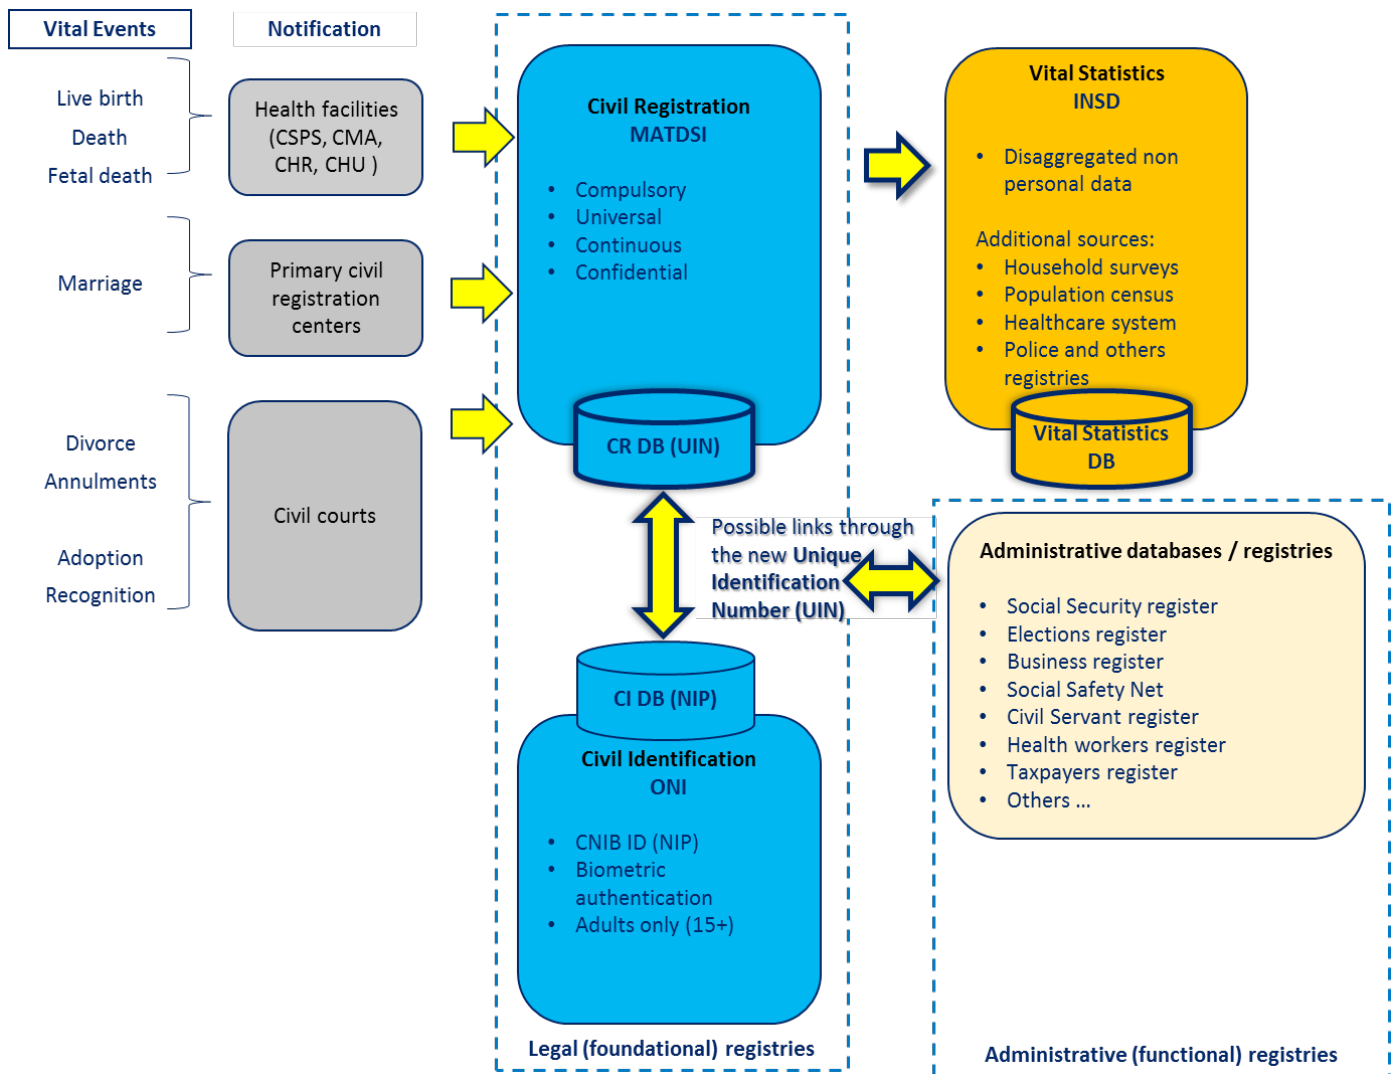 Vital Events
Notification
Live birth
Death
Fetal death
Health facilities
(CSPS, CMA,
CHR, CHU )
Marriage
Primary civil
registration
centers
Divorce
Annulments
Adoption
Recognition
Civil courts
Civil Registration
MATDSI
• Compulsory
• Universal
• Continuous
• Confidential
CR DB (UIN)
Vital Statistics
INSD
• Disaggregated non
personal data
Additional sources:
• Household surveys
• Population census
• Healthcare system
• Police and others
registries
Vital Statistics
DB
Possible links through
the new Unique
Identification
Number (UIN)
CI DB (NIP)
Civil Identification
ONI
• CNIB ID (NIP)
• Biometric
authentication
• Adults only (15+)
Legal (foundational) registries
Administrative databases / registries
• Social Security register
• Elections register
• Business register
• Social Safety Net
• Civil Servant register
• Health workers register
• Taxpayers register
• Others ...
Administrative (functional) registries